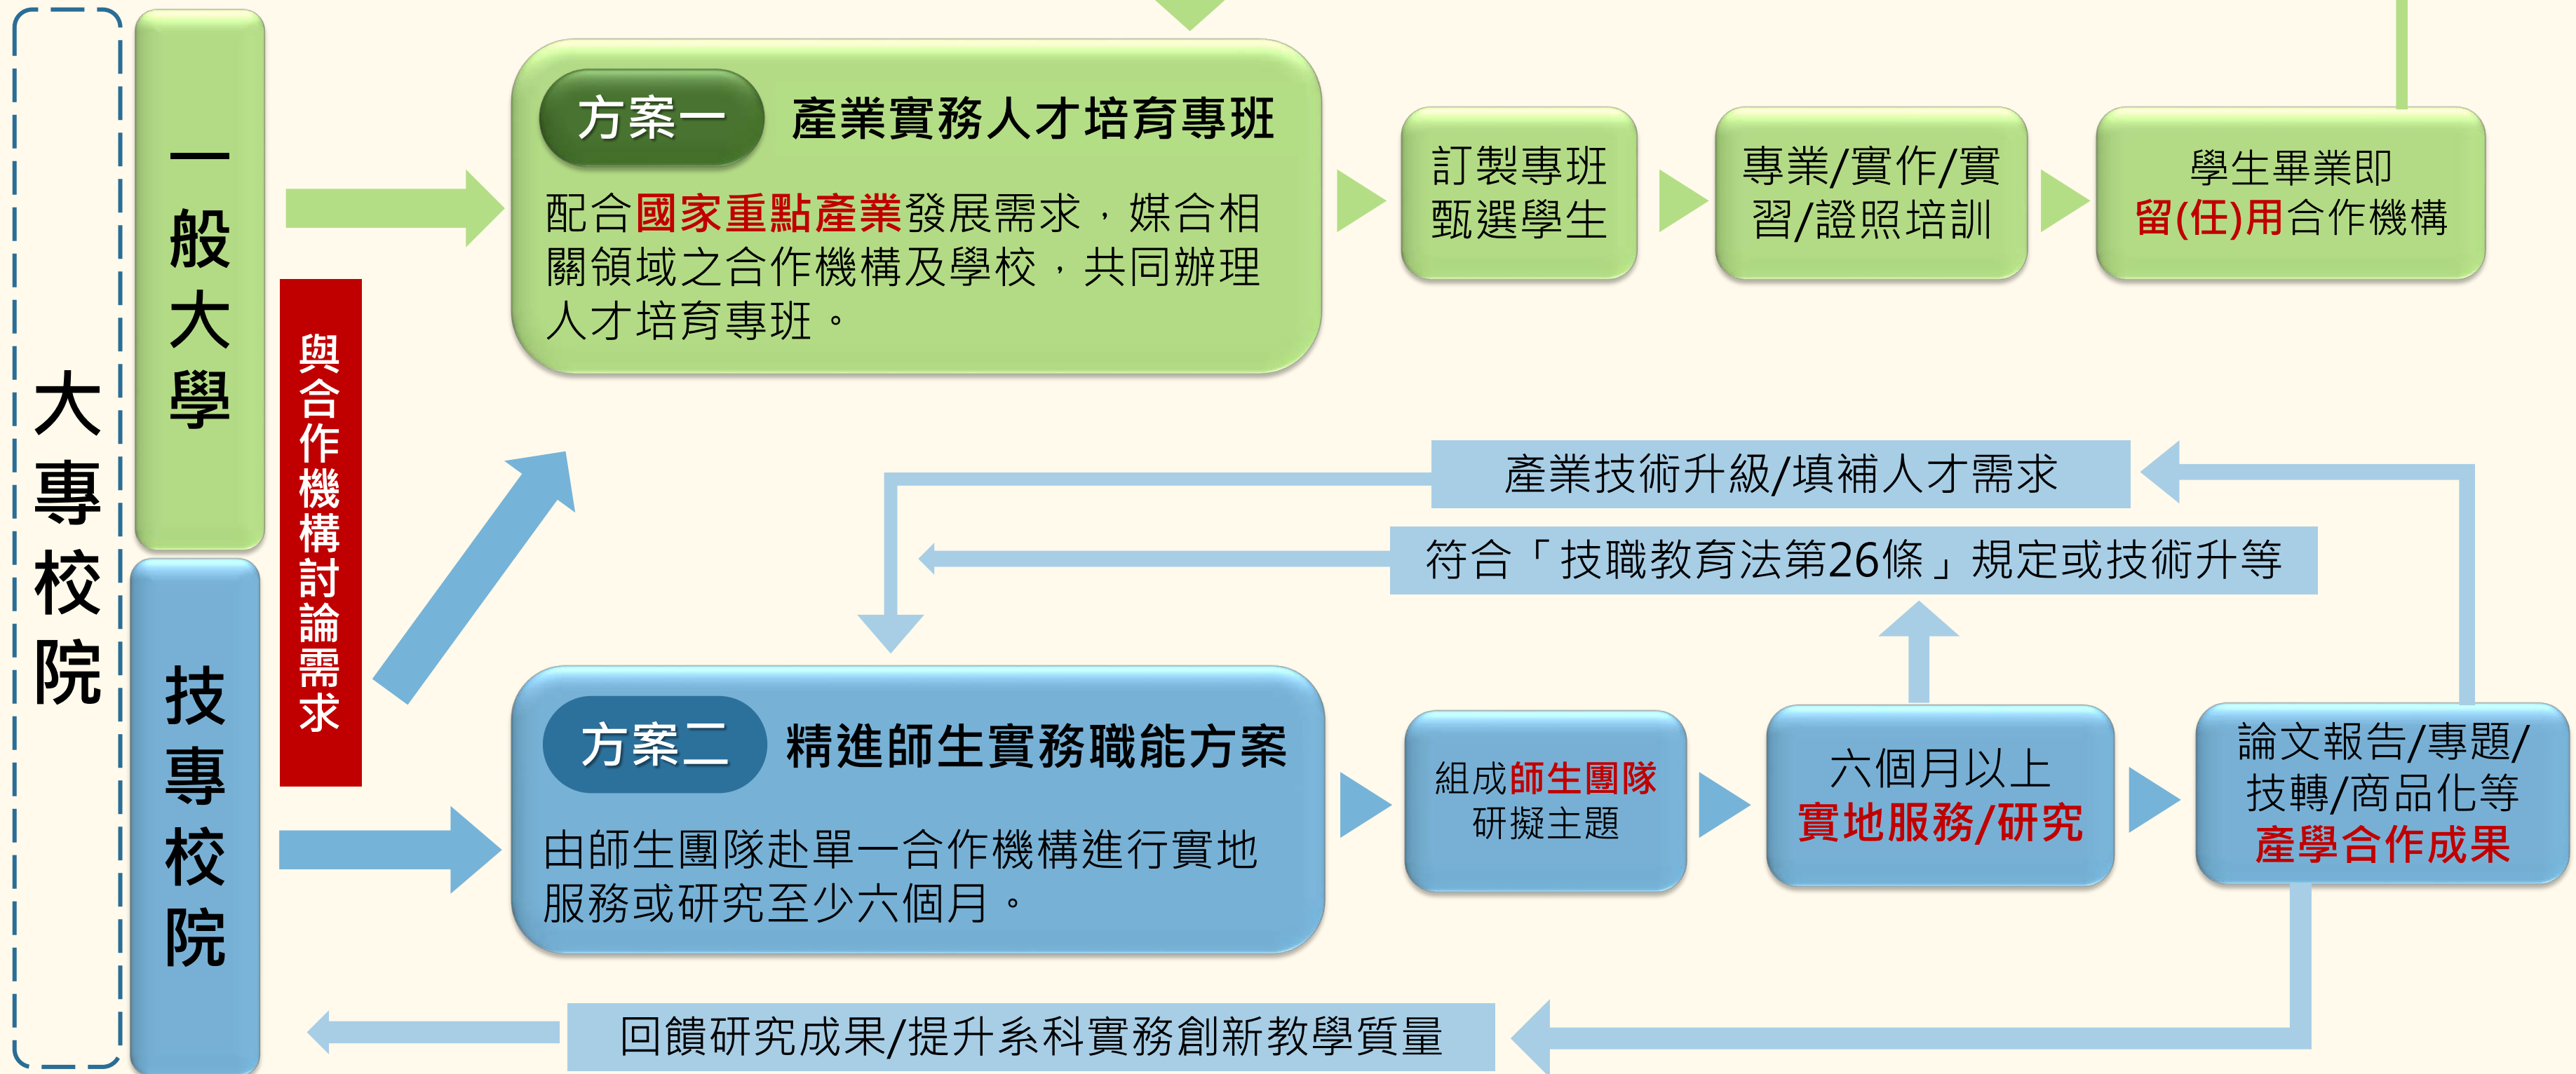 大專校院
一般大學
技專校院
與合作機構討論需求
方案一
產業實務人才培育專班
配合國家重點產業發展需求，媒合相
關領域之合作機構及學校，共同辦理
人才培育專班。
訂製專班
甄選學生
專業/實作/實
習/證照培訓
學生畢業即
留(任)用合作機構
產業技術升級/填補人才需求
符合「技職教育法第26條」規定或技術升等
方案二
精進師生實務職能方案
由師生團隊赴單一合作機構進行實地
服務或研究至少六個月。
組成師生團隊
研擬主題
六個月以上
實地服務/研究
論文報告/專題/
技轉/商品化等
產學合作成果
回饋研究成果/提升系科實務創新教學質量